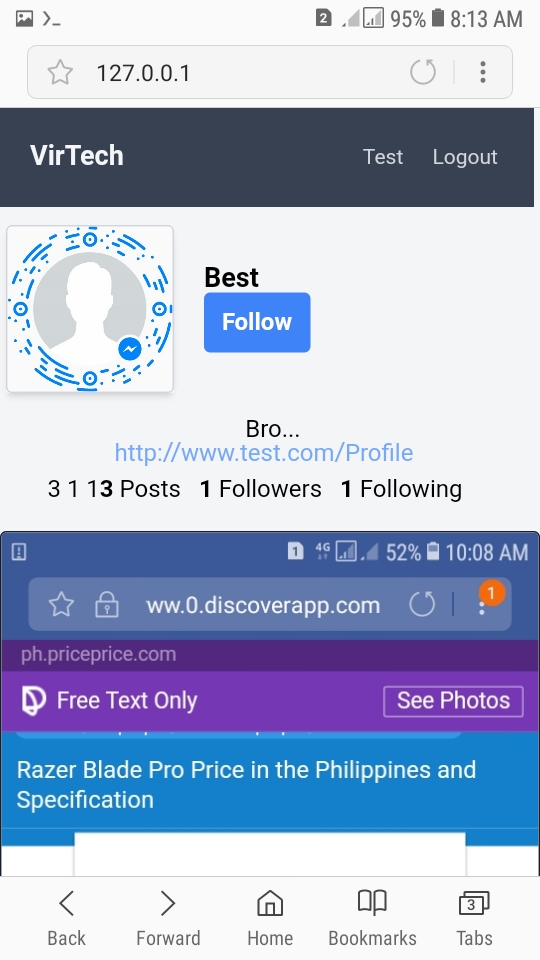 2 95% 8:13 AM
127.0.0.1
VirTech Test Logout
Best
Follow
Bro...
http://www.test.com/Profile
3 1 13 Posts 1 Followers 1 Following
1 4G 52% 10:08 AM
ww.0.discoverapp.com 1
ph.priceprice.com
Free Text Only See Photos
Razer Blade Pro Price in the Philippines and
Specification
3
Back Forward Home Bookmarks Tabs